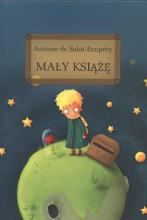 Antoine de Saint-Exupéry
MAŁY KSIĄŻĘ